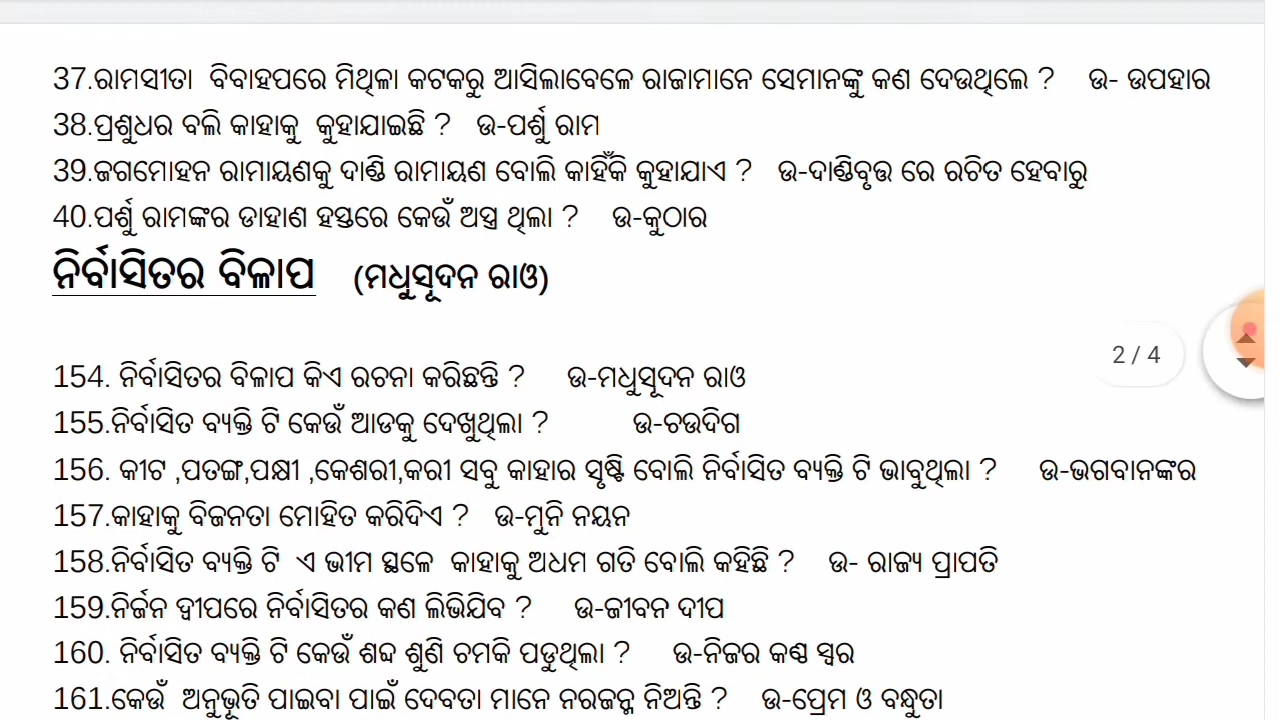 37.ରାମସୀତା  ବିବାହପରେ ମିଥିଳା କଟକରୁ ଆସିଲାବେଳେ ରାଜାମାନେ ସେମାନଙ୍କୁ କଣ ଦେଉଥିଲେ ?    ଉ- ଉପହାର
38.ପ୍ରଶୁଧର ବଲି କାହାକୁ  କୁହାଯାଇଛି ?   ଉ-ପର୍ଶୁ ରାମ
39.ଜଗମୋହନ ରାମାୟଣକୁ ଦାଣ୍ଡି ରାମାୟଣ ବୋଲି କାହିଁକି କୁହାଯାଏ ?   ଉ-ଦାଣ୍ଡିବୃତ୍ତ ରେ ରଚିତ ହେବାରୁ
40.ପର୍ଶୁ ରାମଙ୍କର ଡାହାଣ ହସ୍ତରେ କେଉଁ ଅସ୍ତ୍ର ଥିଲା ?    ଉ-କୁଠାର
ନିର୍ବାସିତର ବିଳାପ   (ମଧୁସୂଦନ ରାଓ)
154. ନିର୍ବାସିତର ବିଳାପ କିଏ ରଚନା କରିଛନ୍ତି ?     ଉ-ମଧୁସୂଦନ ରାଓ
2 / 4
155.ନିର୍ବାସିତ ବ୍ୟକ୍ତି ଟି କେଉଁ ଆଡକୁ ଦେଖୁଥିଲା ?          ଉ-ଚଉଦିଗ
156. କୀଟ ,ପତଙ୍ଗ,ପକ୍ଷୀ ,କେଶରୀ,କରୀ ସବୁ କାହାର ସୃଷ୍ଟି ବୋଲି ନିର୍ବାସିତ ବ୍ୟକ୍ତି ଟି ଭାବୁଥିଲା ?     ଉ-ଭଗବାନଙ୍କର
157.କାହାକୁ ବିଜନତା ମୋହିତ କରିଦିଏ ?   ଉ-ମୁନି ନୟନ
158.ନିର୍ବାସିତ ବ୍ୟକ୍ତି ଟି  ଏ ଭୀମ ସ୍ଥଳେ  କାହାକୁ ଅଧମ ଗତି ବୋଲି କହିଛି ?    ଉ- ରାଜ୍ୟ ପ୍ରାପତି
159.ନିର୍ଜନ ଦ୍ୱୀପରେ ନିର୍ବାସିତର କଣ ଲିଭିଯିବ ?     ଉ-ଜୀବନ ଦୀପ
160. ନିର୍ବାସିତ ବ୍ୟକ୍ତି ଟି କେଉଁ ଶବ୍ଦ ଶୁଣି ଚମକି ପଡୁଥିଲା ?     ଉ-ନିଜର କଣ୍ଠ ସ୍ୱର
161.କେଉଁ  ଅନୁଭୂତି ପାଇବା ପାଇଁ ଦେବତା ମାନେ ନରଜନ୍ମ ନିଅନ୍ତି ?    ଉ-ପ୍ରେମ ଓ ବନ୍ଧୁତା